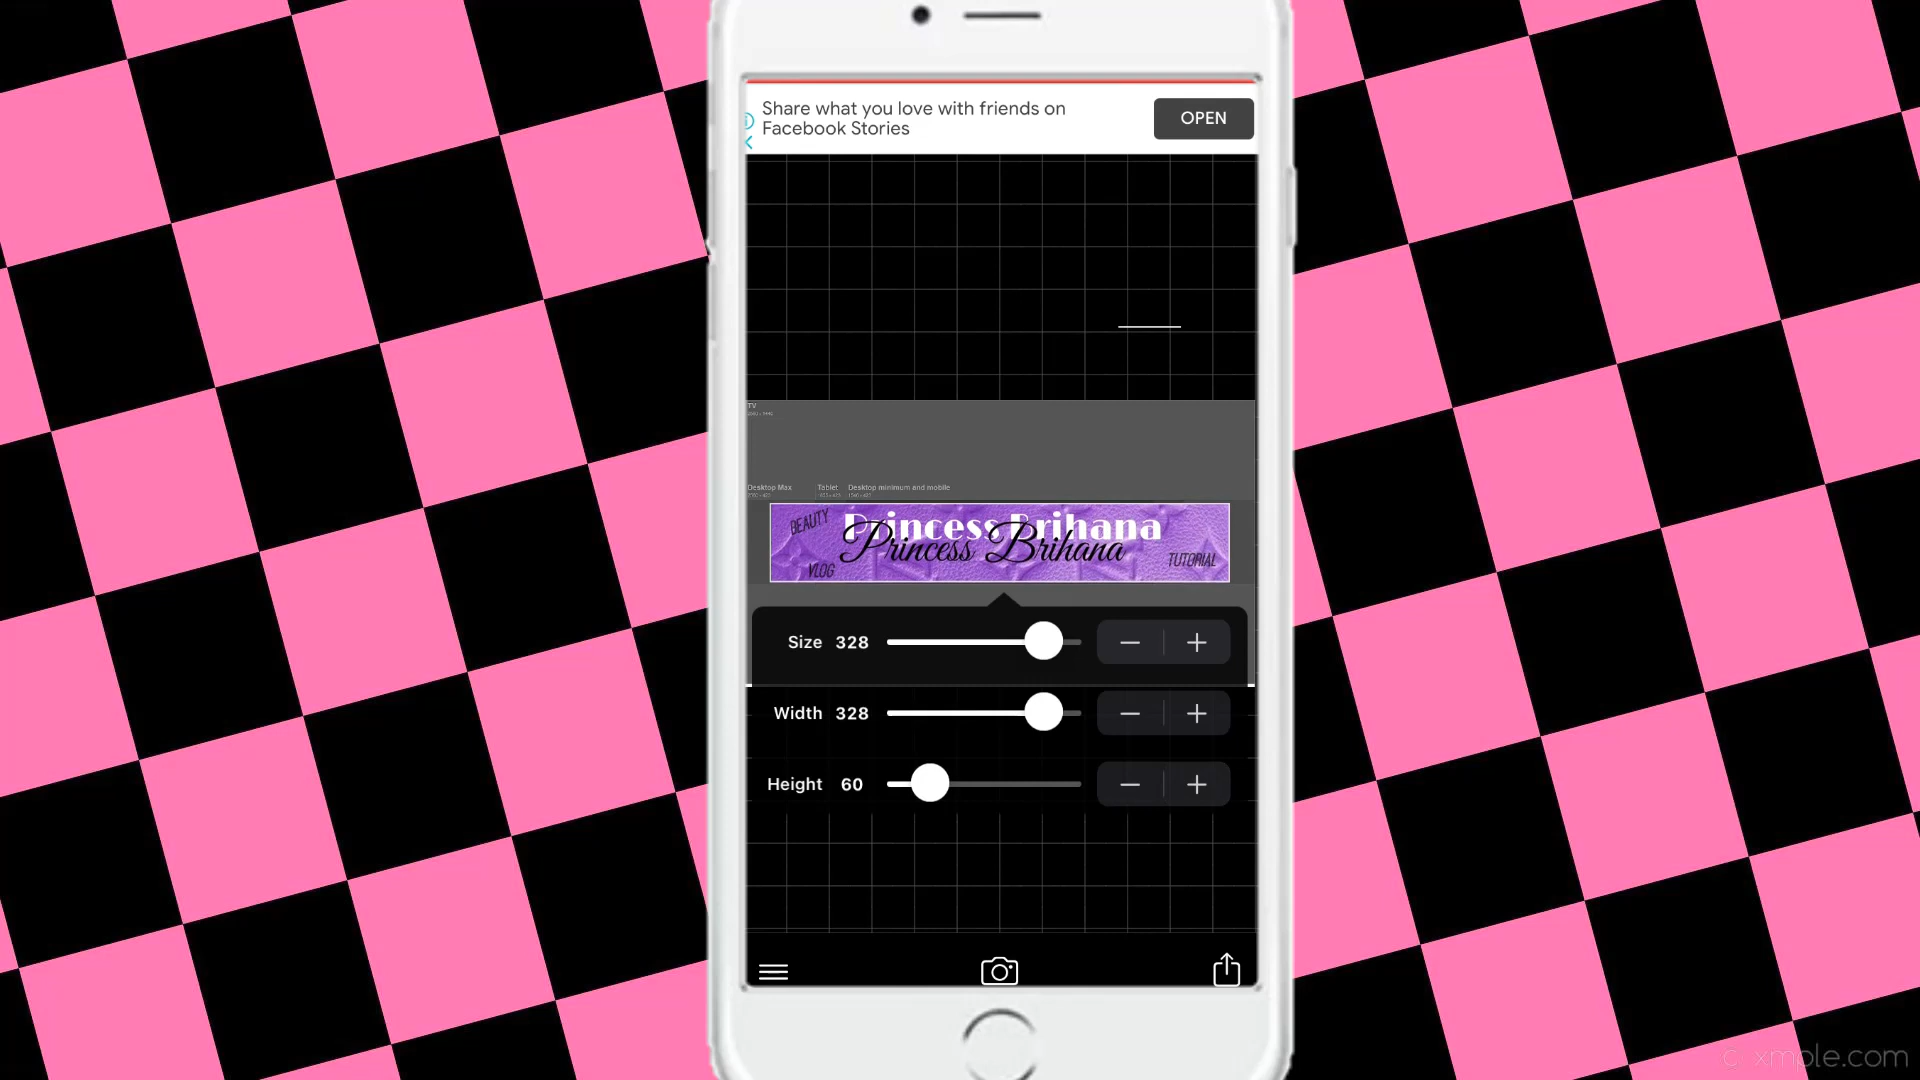 Share what you love with friends on
Facebook Stories
OPEN
TV
Desktop Max Tablet Desktop minimum and mobile
BEAUTY
Princess Brihana
Princess Brihana
VLOG
TUTORIAL
Size 328
Width 328
Height 60
© xmple.com